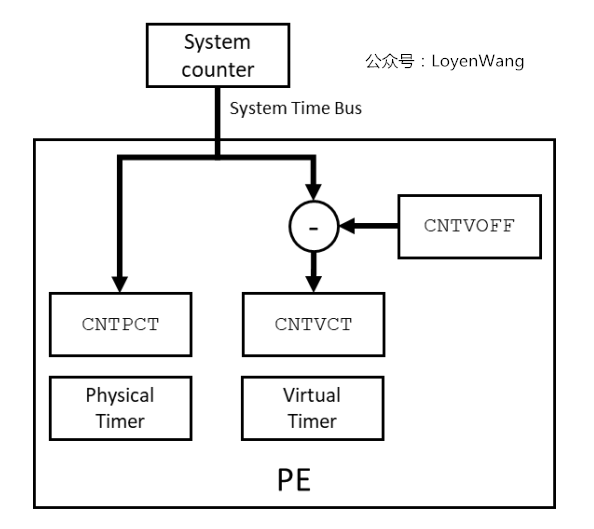 System
counter
公众号：LoyenWang
System Time Bus
-
CNTVOFF
CNTPCT
CNTVCT
Physical
Timer
Virtual
Timer
PE